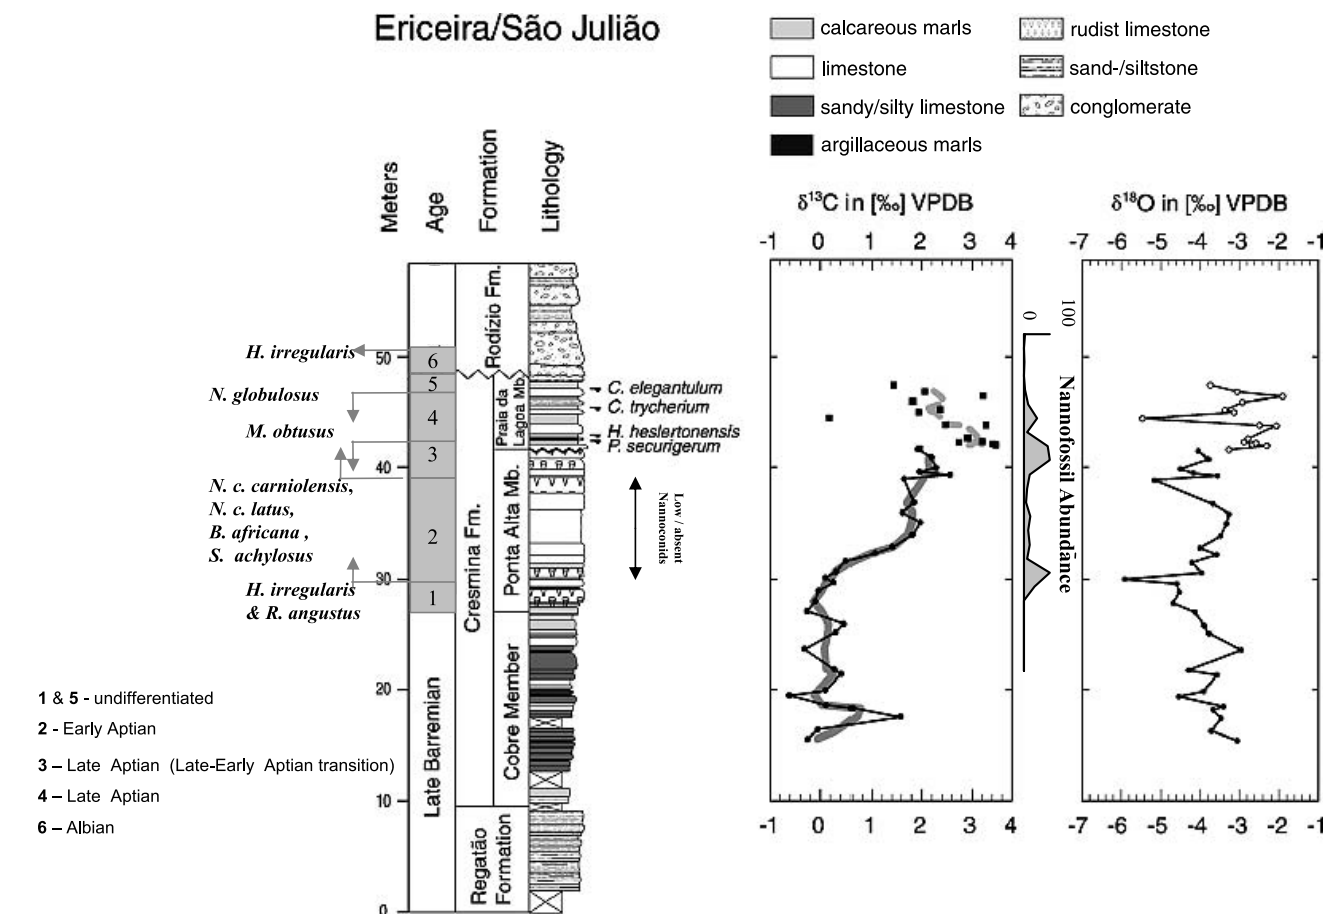 Ericeira/São Julião
calcareous marls
limestone
sandy/silty limestone
argillaceous marls
rudist limestone
sand-/siltstone
conglomerate
Meters
Age
Formation
Lithology
δ¹³C in [‰] VPDB
-1 0 1 2 3 4
δ¹⁸O in [‰] VPDB
-7 -6 -5 -4 -3 -2 -1
0 100
Nannofossil Abundānce
50
40
30
20
10
0
6
5
4
3
2
1
Late Barremian
Rodízio Fm.
Cresmina Fm.
Regatão
Formation
Praia da
Lagoa Mb.
Ponta Alta Mb.
Cobre Member
H. irregularis
N. globulosus
M. obtusus
N. c. carniolensis,
N. c. latus,
B. africana ,
S. achylosus
H. irregularis
& R. angustus
C. elegantulum
C. trycherium
H. heslertonensis
P. securigerum
Low / absent
Nannoconids
1 & 5 - undifferentiated
2 - Early Aptian
3 – Late Aptian (Late-Early Aptian transition)
4 – Late Aptian
6 – Albian
-1 0 1 2 3 4
-7 -6 -5 -4 -3 -2 -1